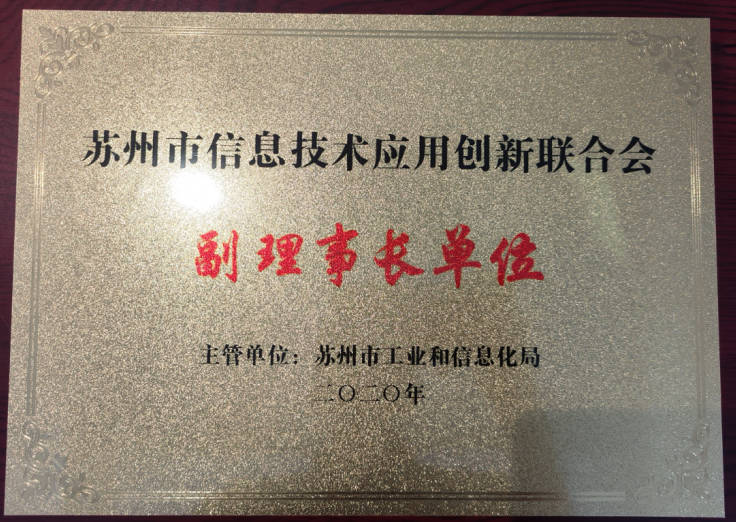 苏州市信息技术应用创新联合会
副理事长单位
主管单位：苏州市工业和信息化局
二〇二〇年